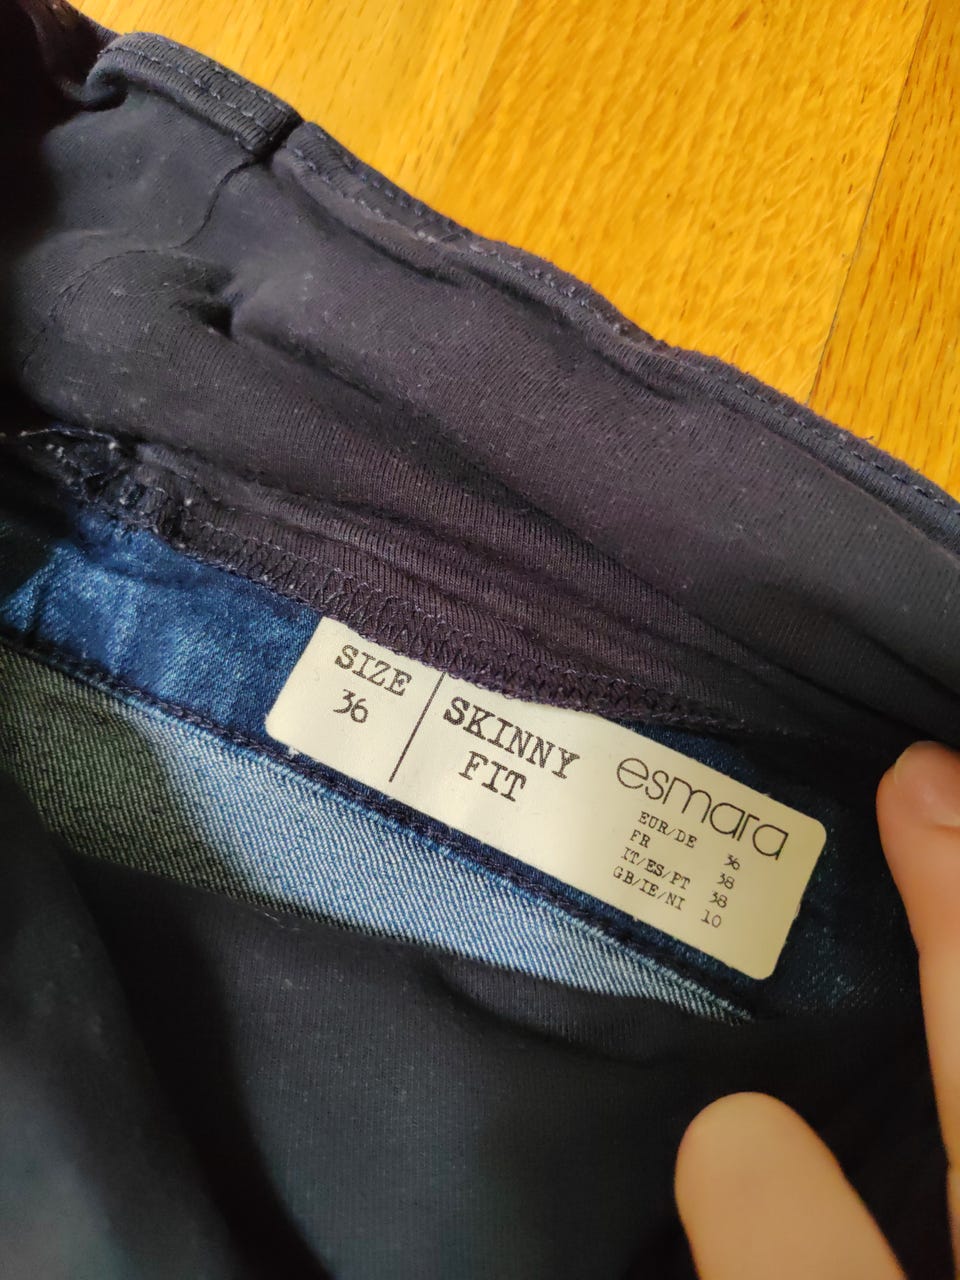 SIZE
36
SKINNY
FIT
esmara
EUR/DE 36
FR 38
IT/ES/PT 38
GB/IE/NI 10